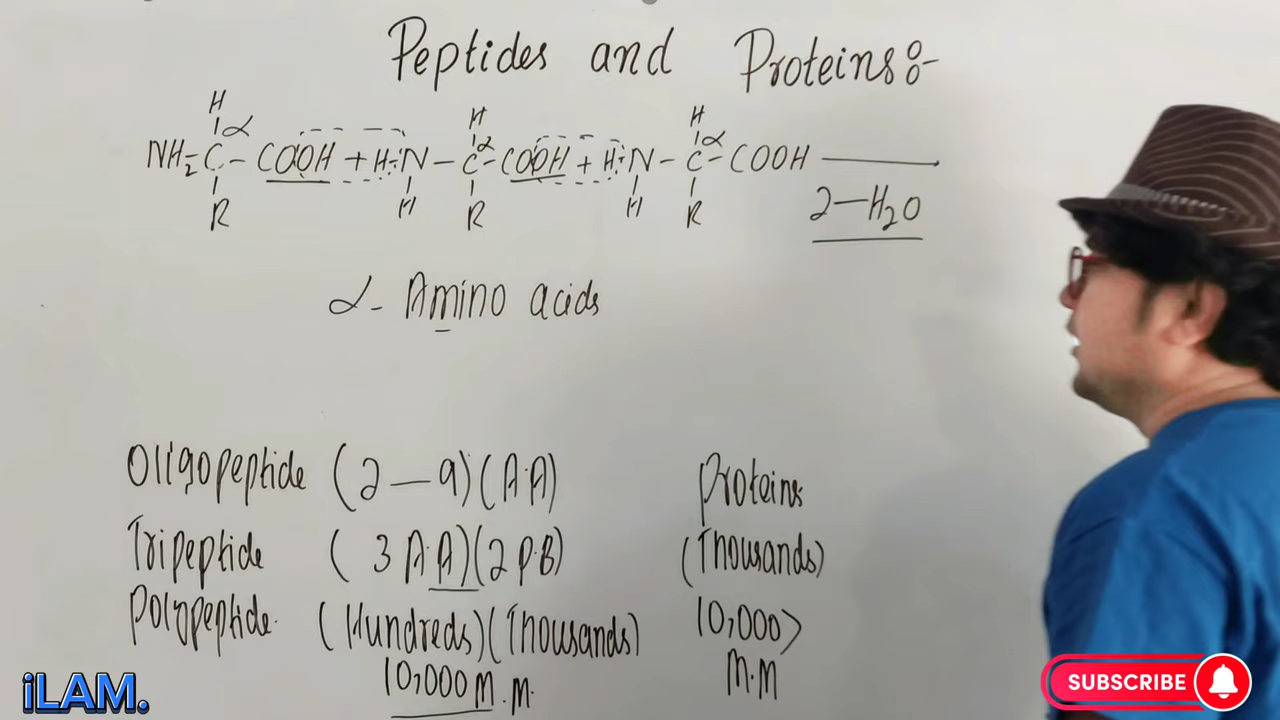 Peptides and Proteins:-
H H H
α α α
NH2-C-COOH + H-N-C-COOH + H-N-C-COOH ———
R H R H R 2-H2O
α- Amino acids
Oligopeptide (2-9)(A.A) Proteins
Tripeptide (3 A.A)(2 P.B) (Thousands)
Polypeptide (Hundreds)(Thousands) 10,000>
10,000 M.M. M.M
iLAM.
SUBSCRIBE